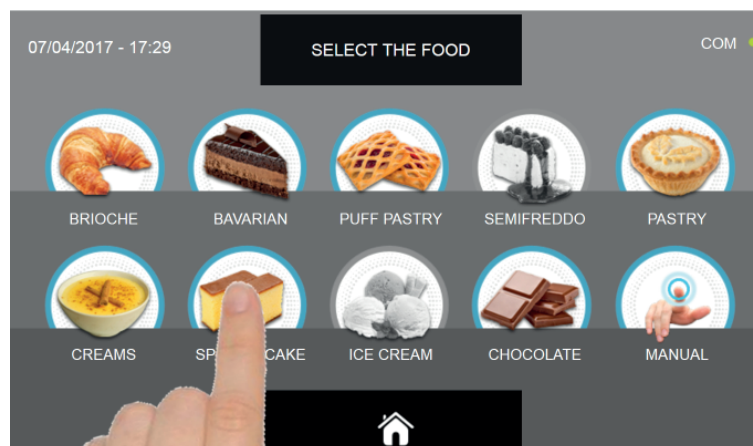 07/04/2017 - 17:29
SELECT THE FOOD
COM
BRIOCHE
BAVARIAN
PUFF PASTRY
SEMIFREDDO
PASTRY
CREAMS
CAKE
ICE CREAM
CHOCOLATE
MANUAL